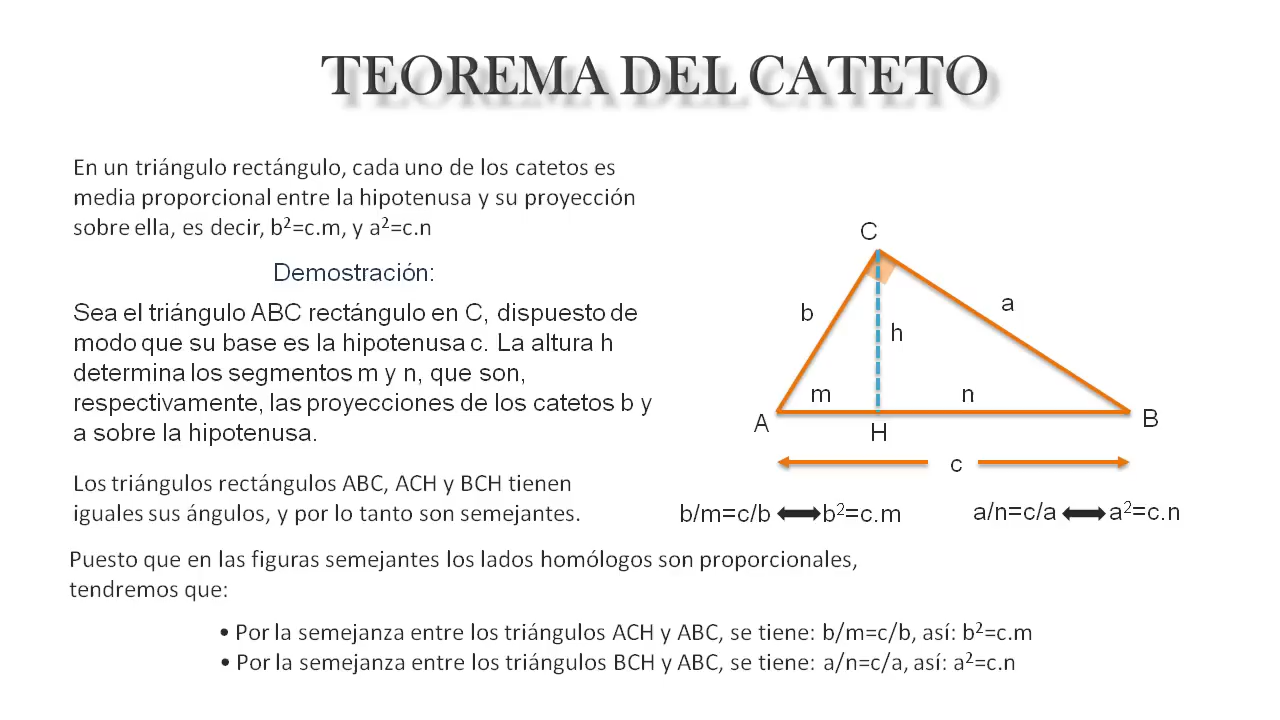 TEOREMA DEL CATETO
En un triángulo rectángulo, cada uno de los catetos es
media proporcional entre la hipotenusa y su proyección
sobre ella, es decir, b²=c.m, y a²=c.n
Demostración:
Sea el triángulo ABC rectángulo en C, dispuesto de
modo que su base es la hipotenusa c. La altura h
determina los segmentos m y n, que son,
respectivamente, las proyecciones de los catetos b y
a sobre la hipotenusa.
Los triángulos rectángulos ABC, ACH y BCH tienen
iguales sus ángulos, y por lo tanto son semejantes.
C
b
a
h
m
n
A
H
B
c
b/m=c/b ⟷ b²=c.m
a/n=c/a ⟷ a²=c.n
Puesto que en las figuras semejantes los lados homólogos son proporcionales,
tendremos que:
• Por la semejanza entre los triángulos ACH y ABC, se tiene: b/m=c/b, así: b²=c.m
• Por la semejanza entre los triángulos BCH y ABC, se tiene: a/n=c/a, así: a²=c.n